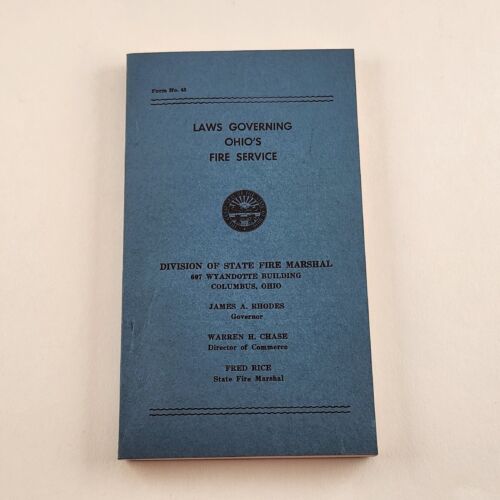 Form No. 43
LAWS GOVERNING
OHIO'S
FIRE SERVICE
DIVISION OF STATE FIRE MARSHAL
697 WYANDOTTE BUILDING
COLUMBUS, OHIO
JAMES A. RHODES
Governor
WARREN H. CHASE
Director of Commerce
FRED RICE
State Fire Marshal